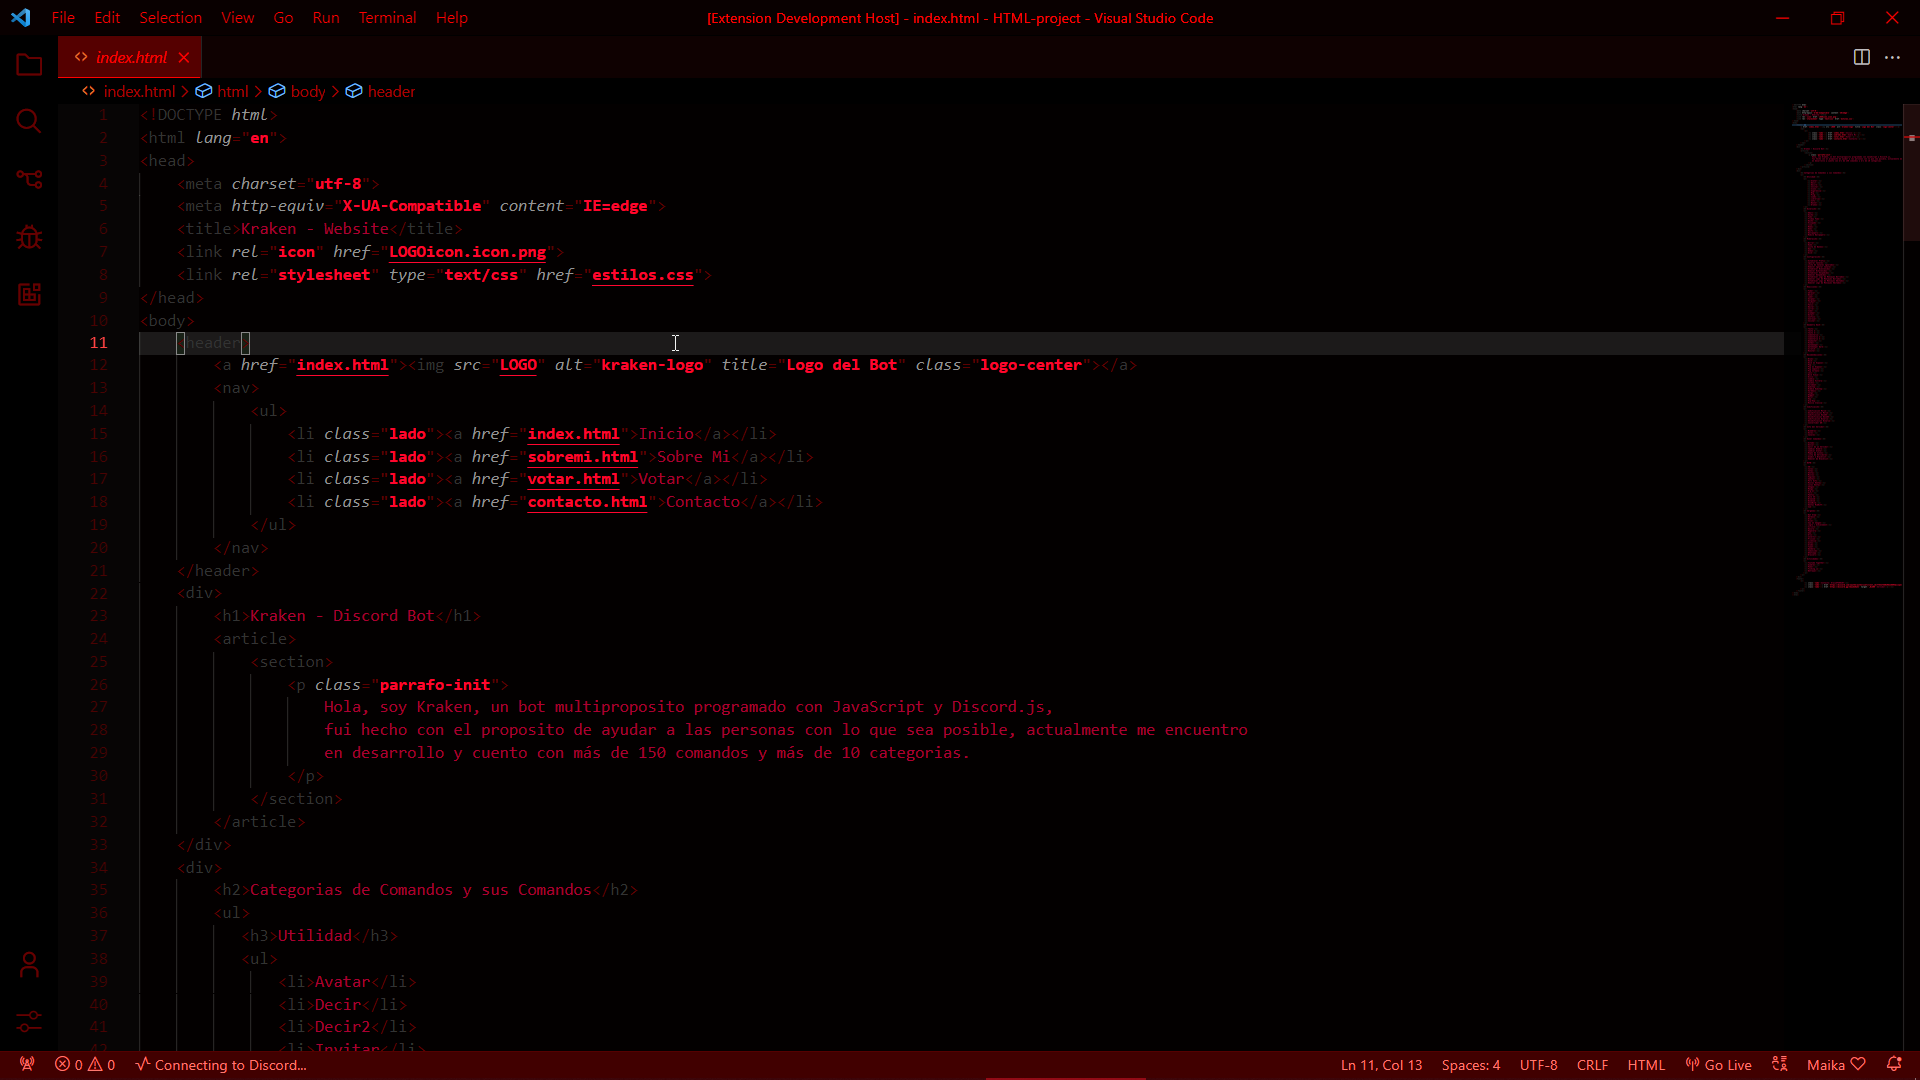 File Edit Selection View Go Run Terminal Help [Extension Development Host] - index.html - HTML-project - Visual Studio Code
index.html
index.html > html > body > header
1 <!DOCTYPE html>
2 <html lang="en">
3 <head>
4 <meta charset="utf-8">
5 <meta http-equiv="X-UA-Compatible" content="IE=edge">
6 <title>Kraken - Website</title>
7 <link rel="icon" href="LOGOicon.icon.png">
8 <link rel="stylesheet" type="text/css" href="estilos.css">
9 </head>
10 <body>
11 <header>
12 <a href="index.html"><img src="LOGO" alt="kraken-logo" title="Logo del Bot" class="logo-center"></a>
13 <nav>
14 <ul>
15 <li class="lado"><a href="index.html">Inicio</a></li>
16 <li class="lado"><a href="sobremi.html">Sobre Mi</a></li>
17 <li class="lado"><a href="votar.html">Votar</a></li>
18 <li class="lado"><a href="contacto.html">Contacto</a></li>
19 </ul>
20 </nav>
21 </header>
22 <div>
23 <h1>Kraken - Discord Bot</h1>
24 <article>
25 <section>
26 <p class="parrafo-init">
27 Hola, soy Kraken, un bot multiproposito programado con JavaScript y Discord.js,
28 fui hecho con el proposito de ayudar a las personas con lo que sea posible, actualmente me encuentro
29 en desarrollo y cuento con más de 150 comandos y más de 10 categorias.
30 </p>
31 </section>
32 </article>
33 </div>
34 <div>
35 <h2>Categorias de Comandos y sus Comandos</h2>
36 <ul>
37 <h3>Utilidad</h3>
38 <ul>
39 <li>Avatar</li>
40 <li>Decir</li>
41 <li>Decir2</li>
42 <li>Invitar</li>
0 0 Connecting to Discord... Ln 11, Col 13 Spaces: 4 UTF-8 CRLF HTML Go Live Maika